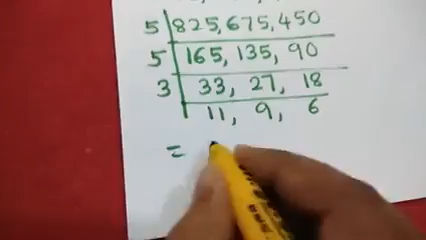 5 825, 675, 450
5 165, 135, 90
3 33, 27, 18
11, 9, 6
=